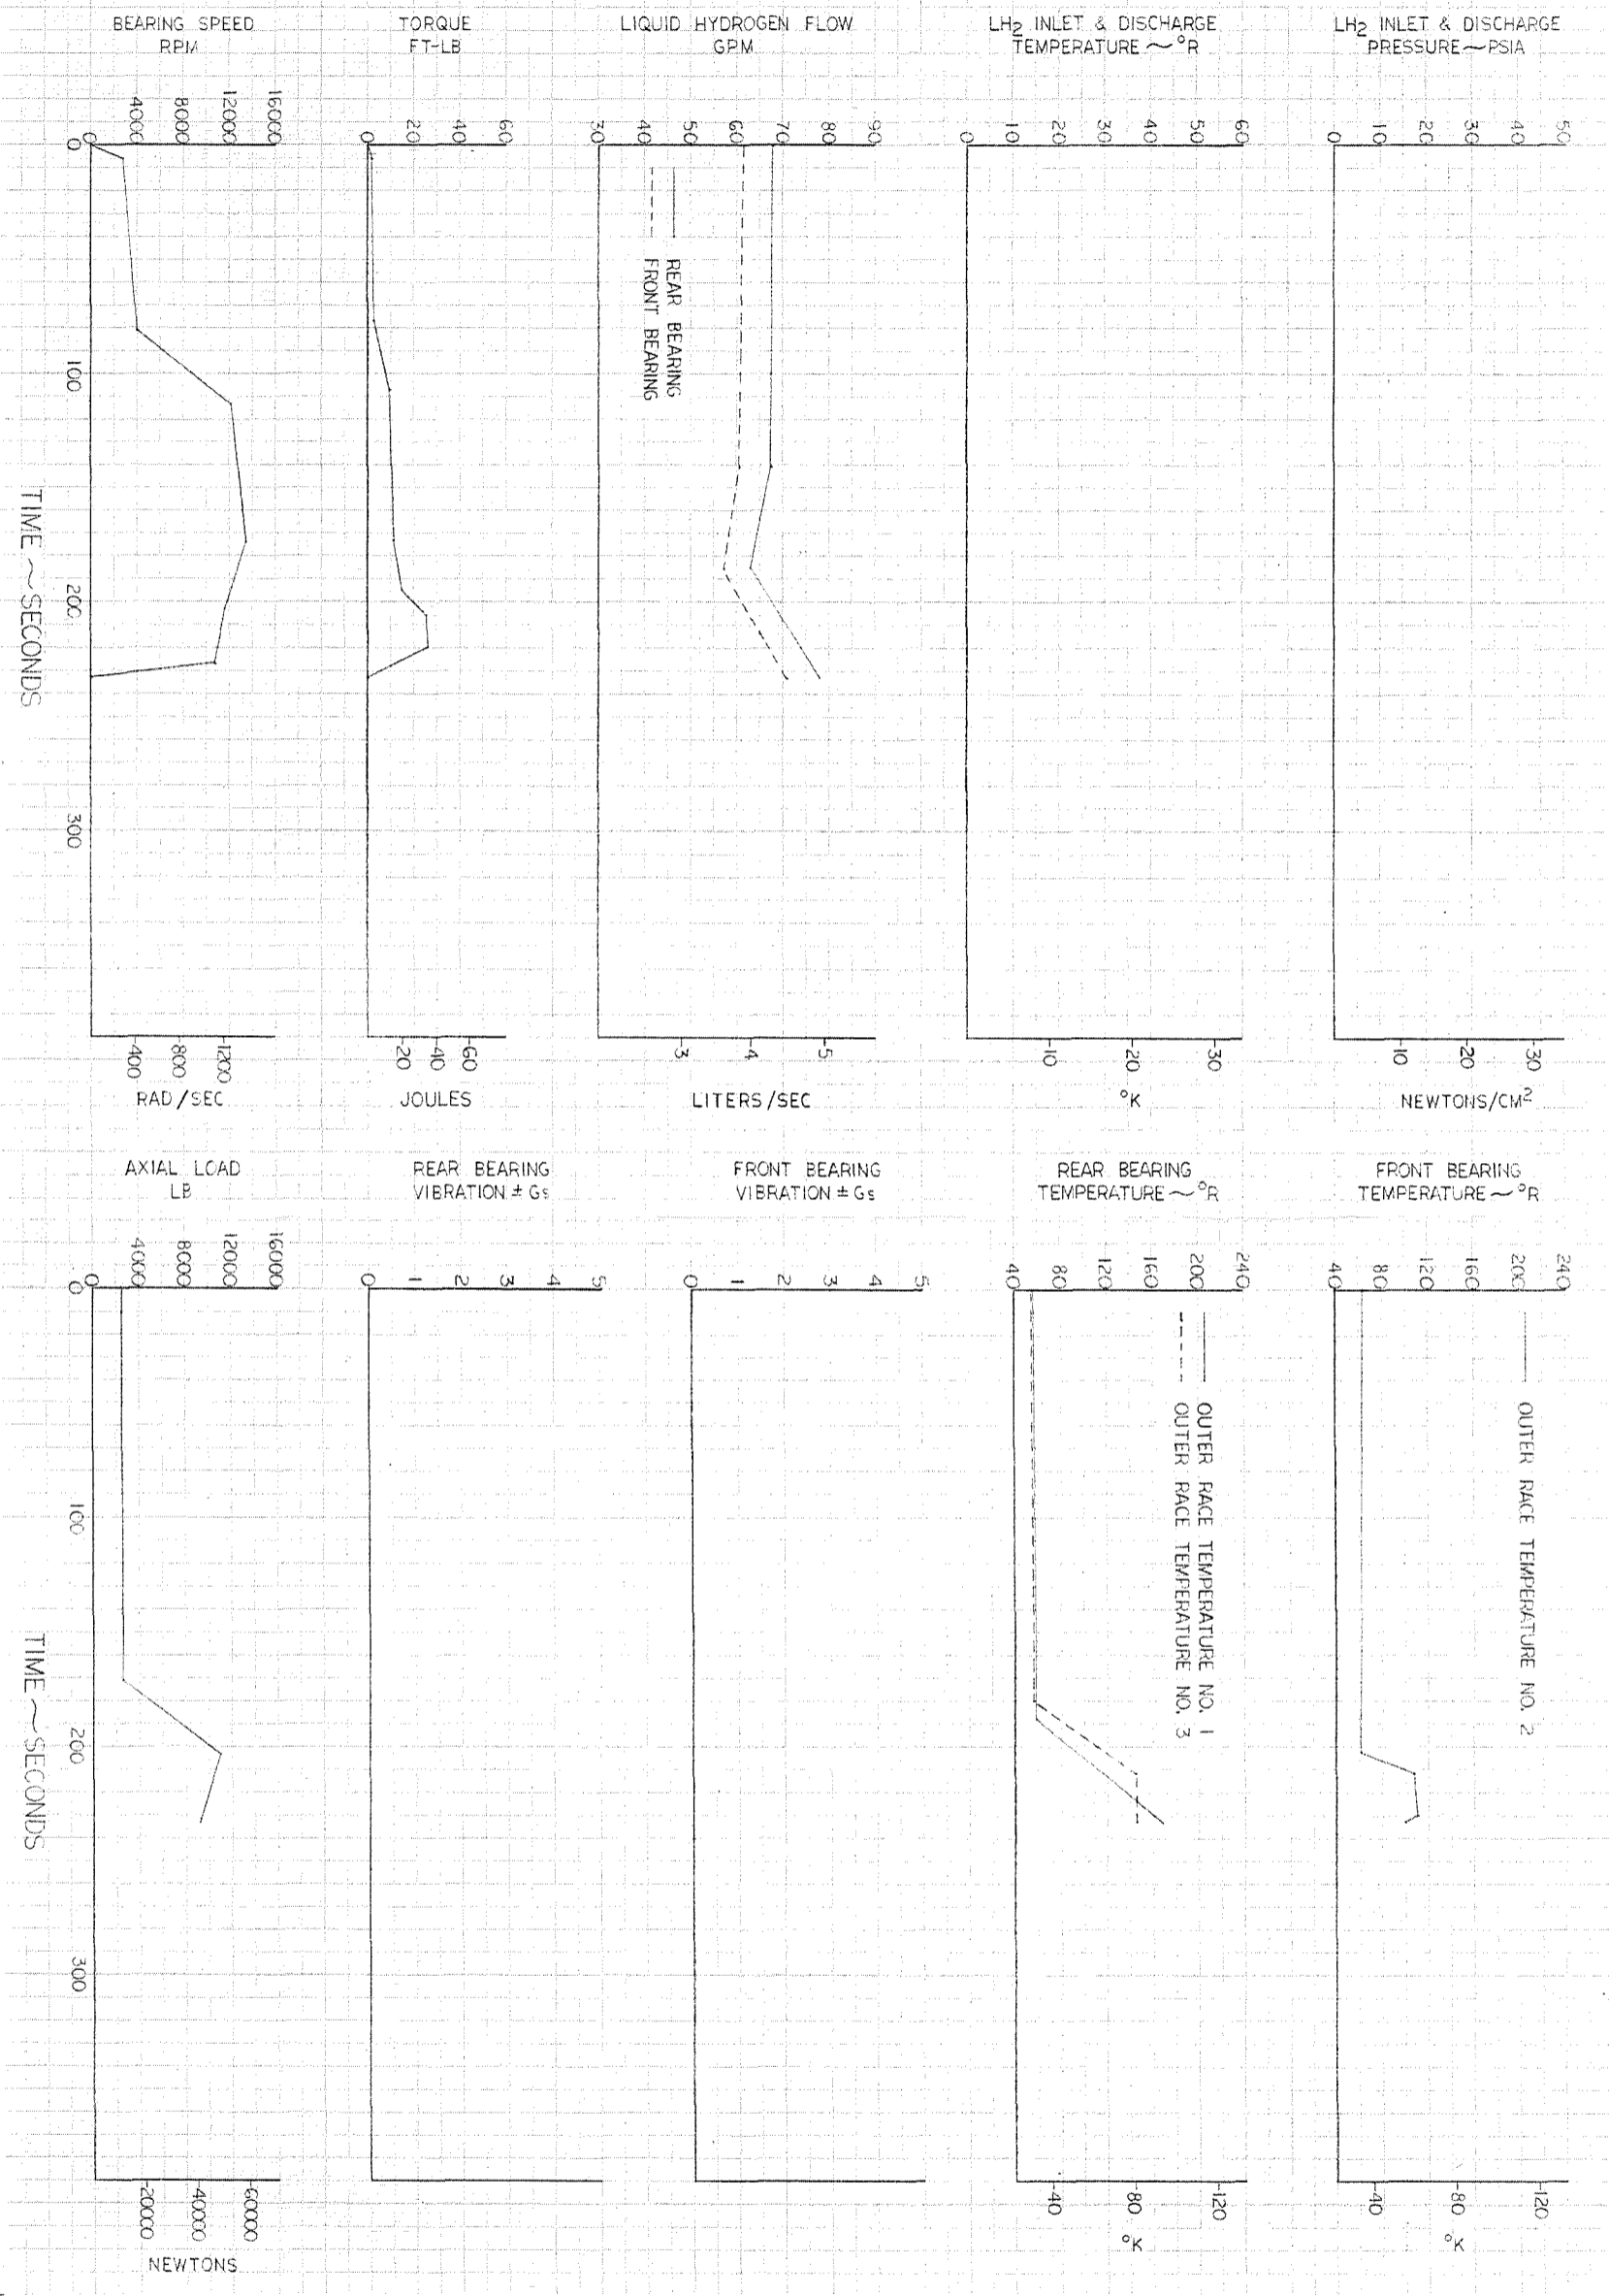 BEARING SPEED
RPM
16000
12000
8000
4000
0
0
100
200
300
TIME ~ SECONDS
400
800
1200
RAD/SEC
TORQUE
FT-LB
0
20
40
60
20
40
60
JOULES
LIQUID HYDROGEN FLOW
GPM
30
40
50
60
70
80
90
REAR BEARING
FRONT BEARING
3
4
5
LITERS/SEC
LH2 INLET & DISCHARGE
TEMPERATURE ~ °R
0
10
20
30
40
50
60
10
20
30
°K
LH2 INLET & DISCHARGE
PRESSURE ~ PSIA
0
10
20
30
40
50
10
20
30
NEWTONS/CM2
AXIAL LOAD
LB
16000
12000
8000
4000
0
0
100
200
300
TIME ~ SECONDS
20000
40000
60000
NEWTONS
REAR BEARING
VIBRATION ± Gs
0
1
2
3
4
5
FRONT BEARING
VIBRATION ± Gs
0
1
2
3
4
5
REAR BEARING
TEMPERATURE ~ °R
40
80
120
160
200
240
OUTER RACE TEMPERATURE NO. 1
OUTER RACE TEMPERATURE NO. 3
40
80
120
°K
FRONT BEARING
TEMPERATURE ~ °R
40
80
120
160
200
240
OUTER RACE TEMPERATURE NO. 2
40
80
120
°K